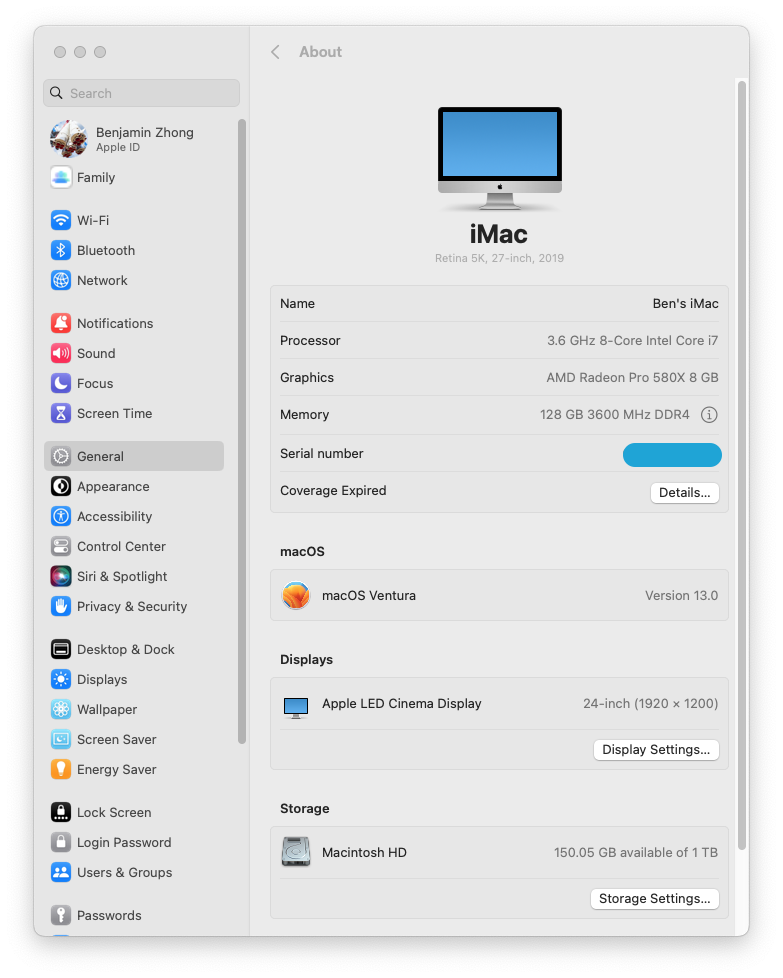 About
Search
Benjamin Zhong
Apple ID
Family
Wi-Fi
Bluetooth
Network
Notifications
Sound
Focus
Screen Time
General
Appearance
Accessibility
Control Center
Siri & Spotlight
Privacy & Security
Desktop & Dock
Displays
Wallpaper
Screen Saver
Energy Saver
Lock Screen
Login Password
Users & Groups
Passwords
iMac
Retina 5K, 27-inch, 2019
Name Ben's iMac
Processor 3.6 GHz 8-Core Intel Core i7
Graphics AMD Radeon Pro 580X 8 GB
Memory 128 GB 3600 MHz DDR4
Serial number
Coverage Expired Details...
macOS
macOS Ventura Version 13.0
Displays
Apple LED Cinema Display 24-inch (1920 × 1200)
Display Settings...
Storage
Macintosh HD 150.05 GB available of 1 TB
Storage Settings...